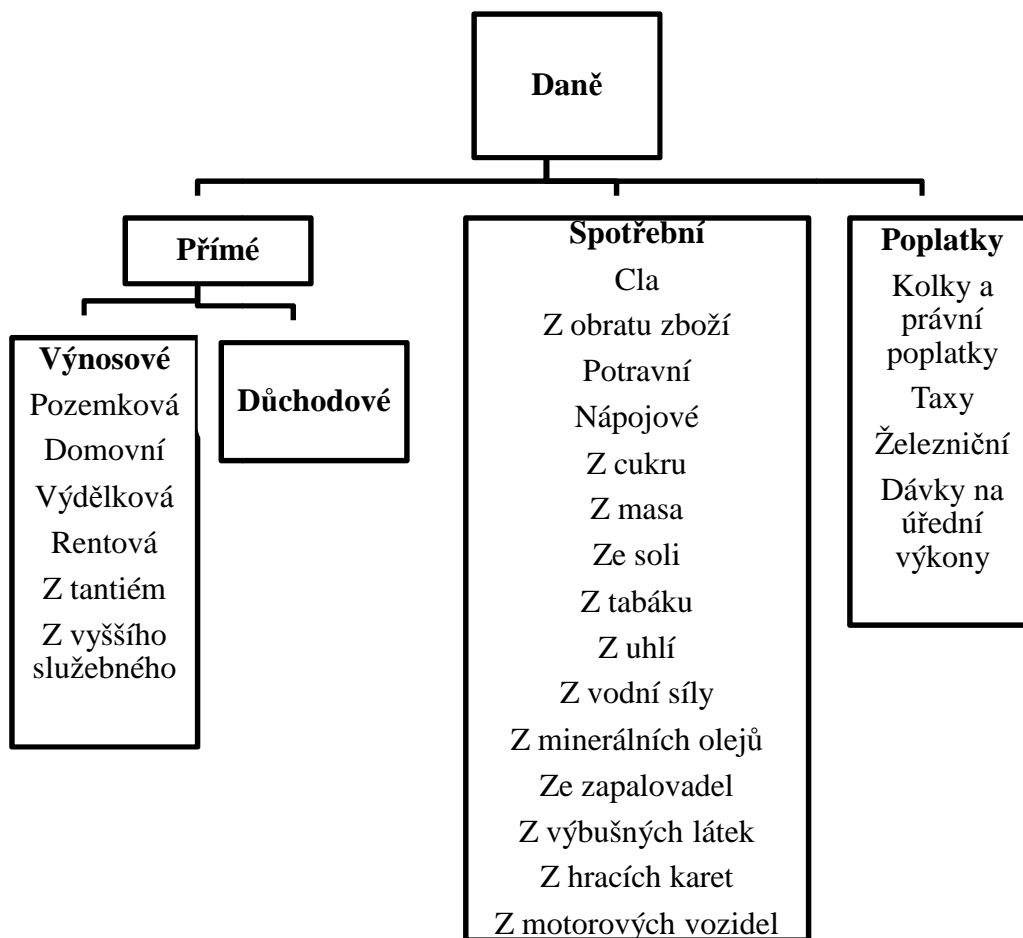 Daně
Přímé
Výnosové
Pozemková
Domovní
Výdělková
Rentová
Z tantiém
Z vyššího
služebného
Důchodové
Spotřební
Cla
Z obratu zboží
Potravní
Nápojové
Z cukru
Z masa
Ze soli
Z tabáku
Z uhlí
Z vodní síly
Z minerálních olejů
Ze zapalovadel
Z výbušných látek
Z hracích karet
Z motorových vozidel
Poplatky
Kolky a
právní
poplatky
Taxy
Železniční
Dávky na
úřední
výkony